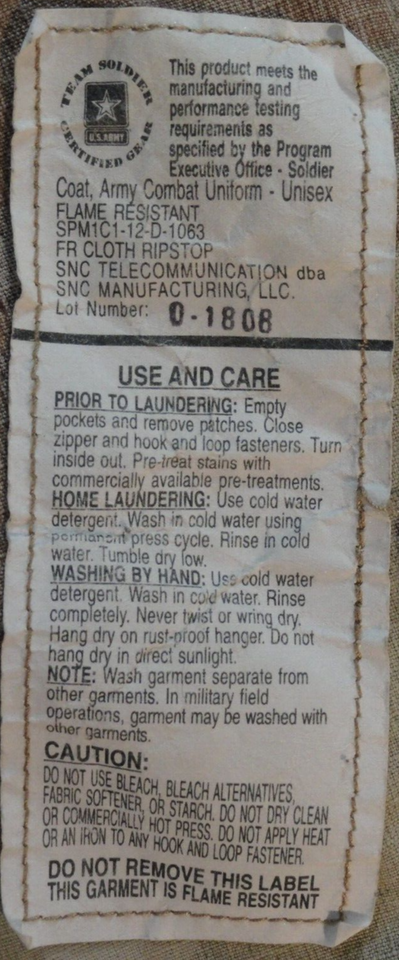 TEAM SOLDIER
U.S.ARMY
CERTIFIED GEAR
This product meets the
manufacturing and
performance testing
requirements as
specified by the Program
Executive Office - Soldier
Coat, Army Combat Uniform - Unisex
FLAME RESISTANT
SPM1C1-12-D-1063
FR CLOTH RIPSTOP
SNC TELECOMMUNICATION dba
SNC MANUFACTURING, LLC.
Lot Number: 0-1808
USE AND CARE
PRIOR TO LAUNDERING: Empty
pockets and remove patches. Close
zipper and hook and loop fasteners. Turn
inside out. Pre-treat stains with
commercially available pre-treatments.
HOME LAUNDERING: Use cold water
detergent. Wash in cold water using
permanent press cycle. Rinse in cold
water. Tumble dry low.
WASHING BY HAND: Use cold water
detergent. Wash in cold water. Rinse
completely. Never twist or wring dry.
Hang dry on rust-proof hanger. Do not
hang dry in direct sunlight.
NOTE: Wash garment separate from
other garments. In military field
operations, garment may be washed with
other garments.
CAUTION:
DO NOT USE BLEACH, BLEACH ALTERNATIVES,
FABRIC SOFTENER, OR STARCH. DO NOT DRY CLEAN
OR COMMERCIALLY HOT PRESS. DO NOT APPLY HEAT
OR AN IRON TO ANY HOOK AND LOOP FASTENER.
DO NOT REMOVE THIS LABEL
THIS GARMENT IS FLAME RESISTANT